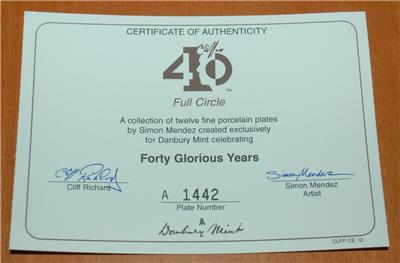 CERTIFICATE OF AUTHENTICITY
Cliff
40
TM
Full Circle
A collection of twelve fine porcelain plates
by Simon Mendez created exclusively
for Danbury Mint celebrating
Forty Glorious Years
Cliff Richard
Cliff Richard
Simon Mendez
Simon Mendez
Artist
A 1442
Plate Number
Danbury Mint
CLFP CE 12